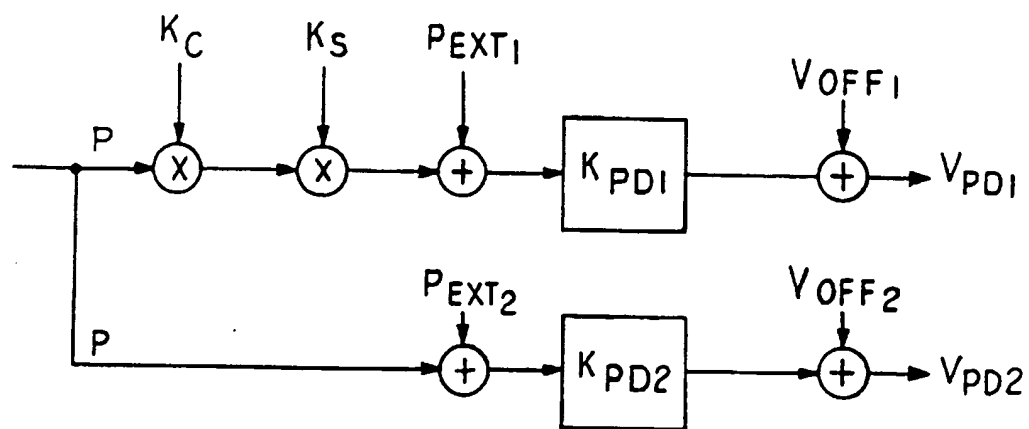 K_C K_S P_EXT1 V_OFF1
P X X + K_PD1 + V_PD1
P_EXT2 V_OFF2
P + K_PD2 + V_PD2